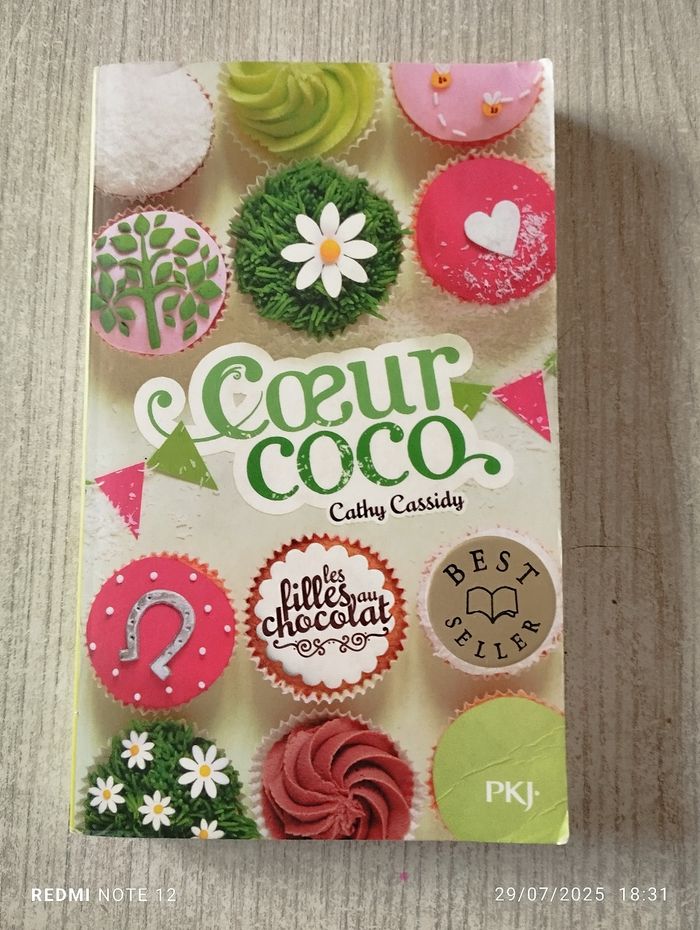 Cœur
coco
Cathy Cassidy
les
filles au
chocolat
BEST
SELLER
PKJ·
REDMI NOTE 12
29/07/2025 18:31